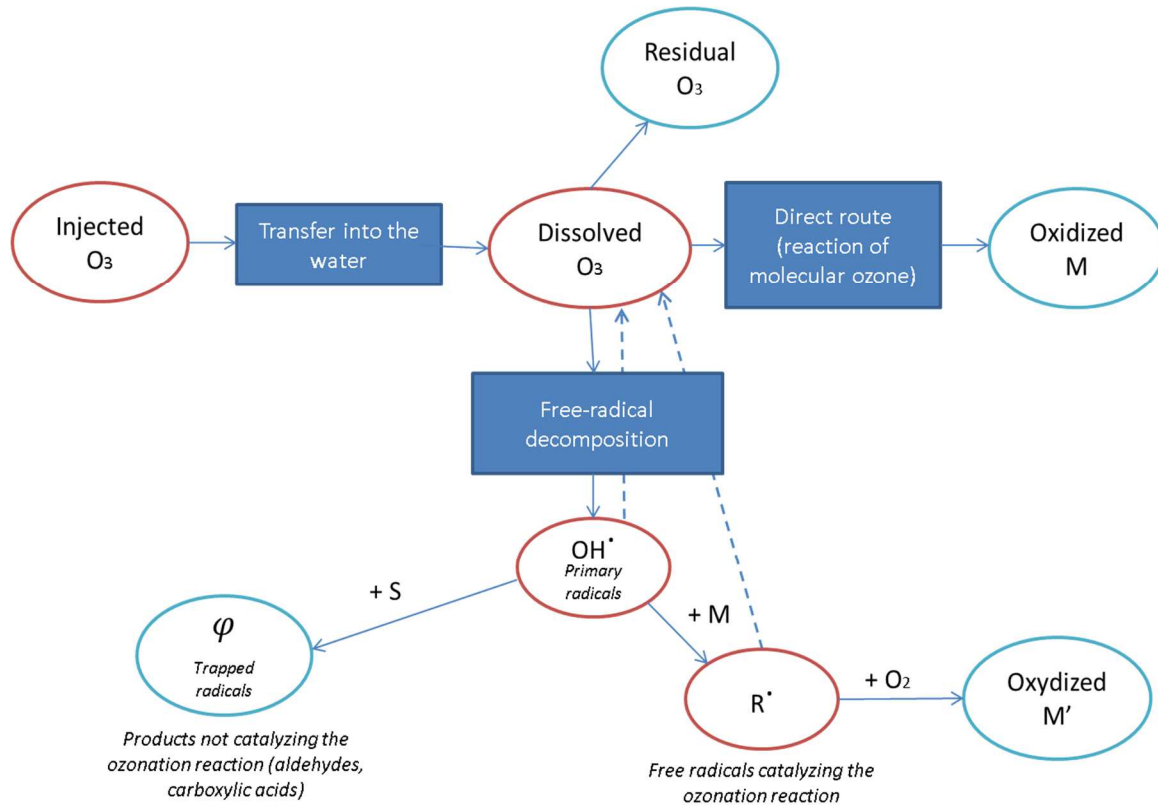 Residual
O₃
Injected
O₃
Transfer into the
water
Dissolved
O₃
Direct route
(reaction of
molecular ozone)
Oxidized
M
Free-radical
decomposition
OH˙
Primary
radicals
+ S
+ M
φ
Trapped
radicals
R˙
+ O₂
Oxydized
M’
Products not catalyzing the
ozonation reaction (aldehydes,
carboxylic acids)
Free radicals catalyzing the
ozonation reaction